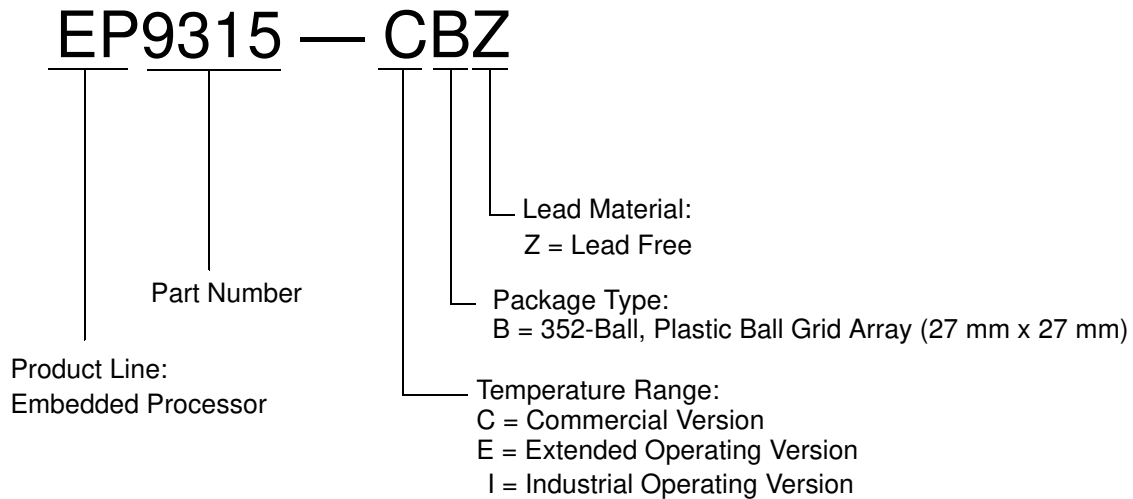 EP9315 — CBZ
Lead Material:
Z = Lead Free
Part Number
Package Type:
B = 352-Ball, Plastic Ball Grid Array (27 mm x 27 mm)
Product Line:
Embedded Processor
Temperature Range:
C = Commercial Version
E = Extended Operating Version
I = Industrial Operating Version